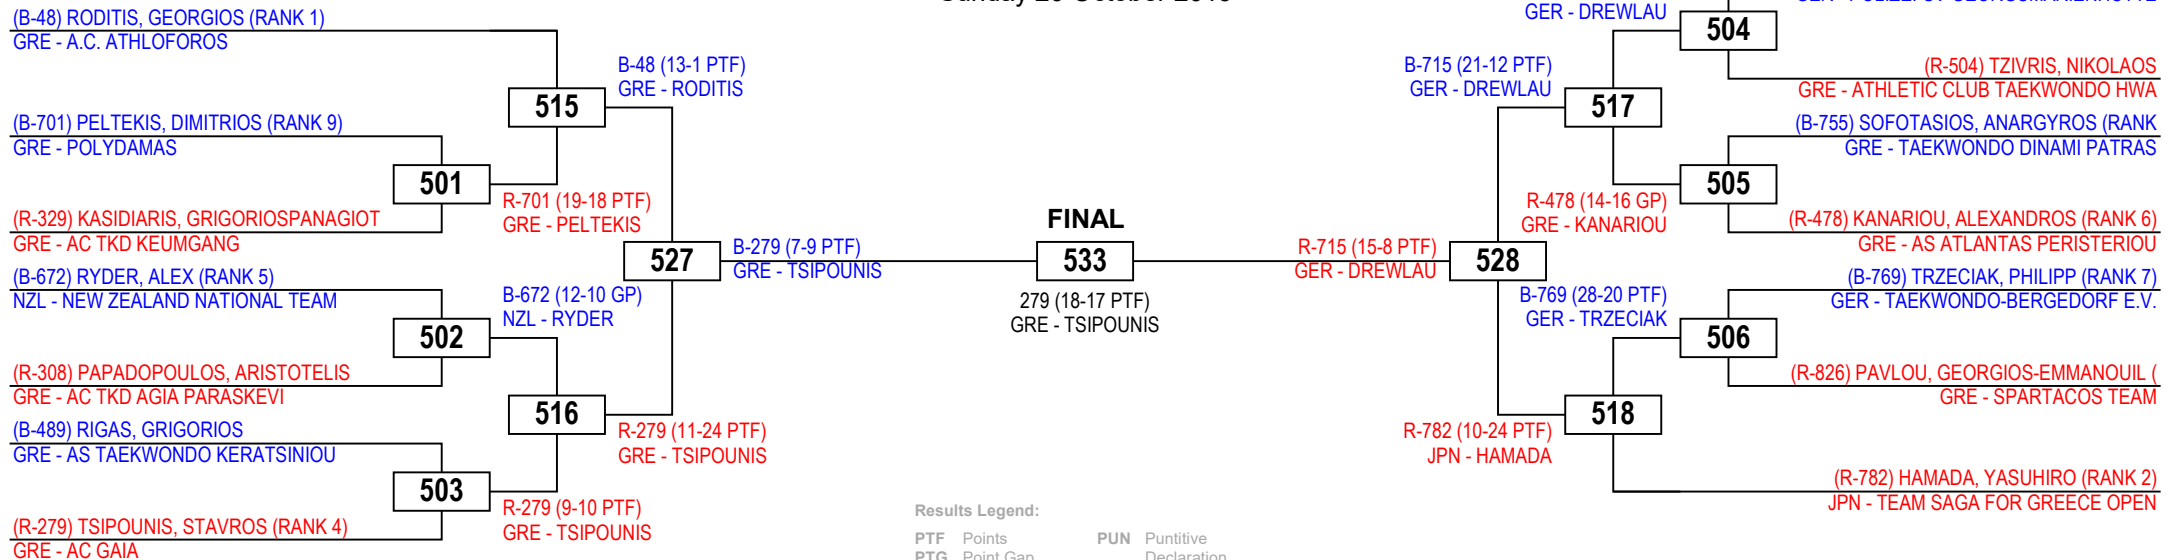 (B-48) RODITIS, GEORGIOS (RANK 1)
GRE - A.C. ATHLOFOROS
(B-701) PELTEKIS, DIMITRIOS (RANK 9)
GRE - POLYDAMAS
(R-329) KASIDIARIS, GRIGORIOSPANAGIOT
GRE - AC TKD KEUMGANG
(B-672) RYDER, ALEX (RANK 5)
NZL - NEW ZEALAND NATIONAL TEAM
(R-308) PAPADOPOULOS, ARISTOTELIS
GRE - AC TKD AGIA PARASKEVI
(B-489) RIGAS, GRIGORIOS
GRE - AS TAEKWONDO KERATSINIOU
(R-279) TSIPOUNIS, STAVROS (RANK 4)
GRE - AC GAIA
501
502
503
R-701 (19-18 PTF)
GRE - PELTEKIS
B-672 (12-10 GP)
NZL - RYDER
R-279 (9-10 PTF)
GRE - TSIPOUNIS
515
516
B-48 (13-1 PTF)
GRE - RODITIS
R-279 (11-24 PTF)
GRE - TSIPOUNIS
527
B-279 (7-9 PTF)
GRE - TSIPOUNIS
FINAL
533
279 (18-17 PTF)
GRE - TSIPOUNIS
R-715 (15-8 PTF)
GER - DREWLAU
528
B-715 (21-12 PTF)
GER - DREWLAU
R-782 (10-24 PTF)
JPN - HAMADA
517
518
GER - DREWLAU
R-478 (14-16 GP)
GRE - KANARIOU
B-769 (28-20 PTF)
GER - TRZECIAK
504
505
506
(R-504) TZIVRIS, NIKOLAOS
GRE - ATHLETIC CLUB TAEKWONDO HWA
(B-755) SOFOTASIOS, ANARGYROS (RANK
GRE - TAEKWONDO DINAMI PATRAS
(R-478) KANARIOU, ALEXANDROS (RANK 6)
GRE - AS ATLANTAS PERISTERIOU
(B-769) TRZECIAK, PHILIPP (RANK 7)
GER - TAEKWONDO-BERGEDORF E.V.
(R-826) PAVLOU, GEORGIOS-EMMANOUIL (
GRE - SPARTACOS TEAM
(R-782) HAMADA, YASUHIRO (RANK 2)
JPN - TEAM SAGA FOR GREECE OPEN
Results Legend:
PTF Points
PTG Point Gap
PUN Puntitive
Declaration